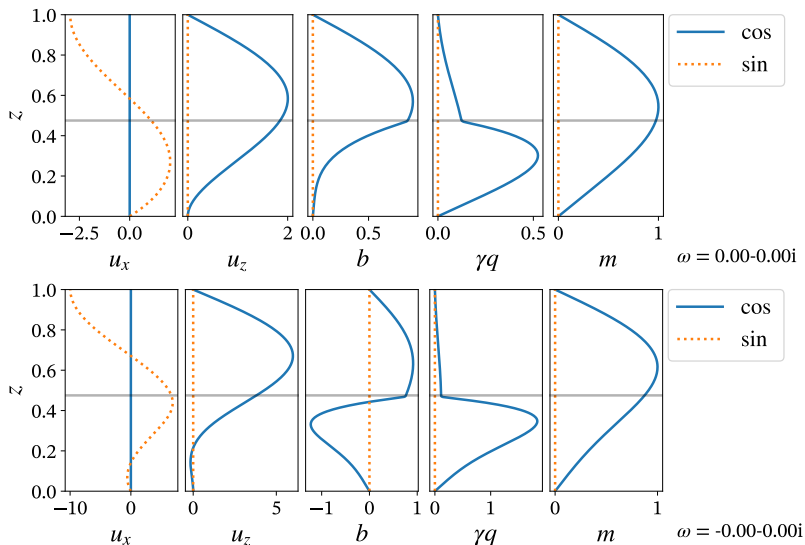 1.0
0.8
0.6
0.4
0.2
0.0
z
−2.5 0.0 0 2 0.0 0.5 0.0 0.5 0 1
u_x u_z b γq m
cos
sin
ω = 0.00-0.00i
1.0
0.8
0.6
0.4
0.2
0.0
z
−10 0 0 5 −1 0 1 0 1 0 1
u_x u_z b γq m
cos
sin
ω = -0.00-0.00i